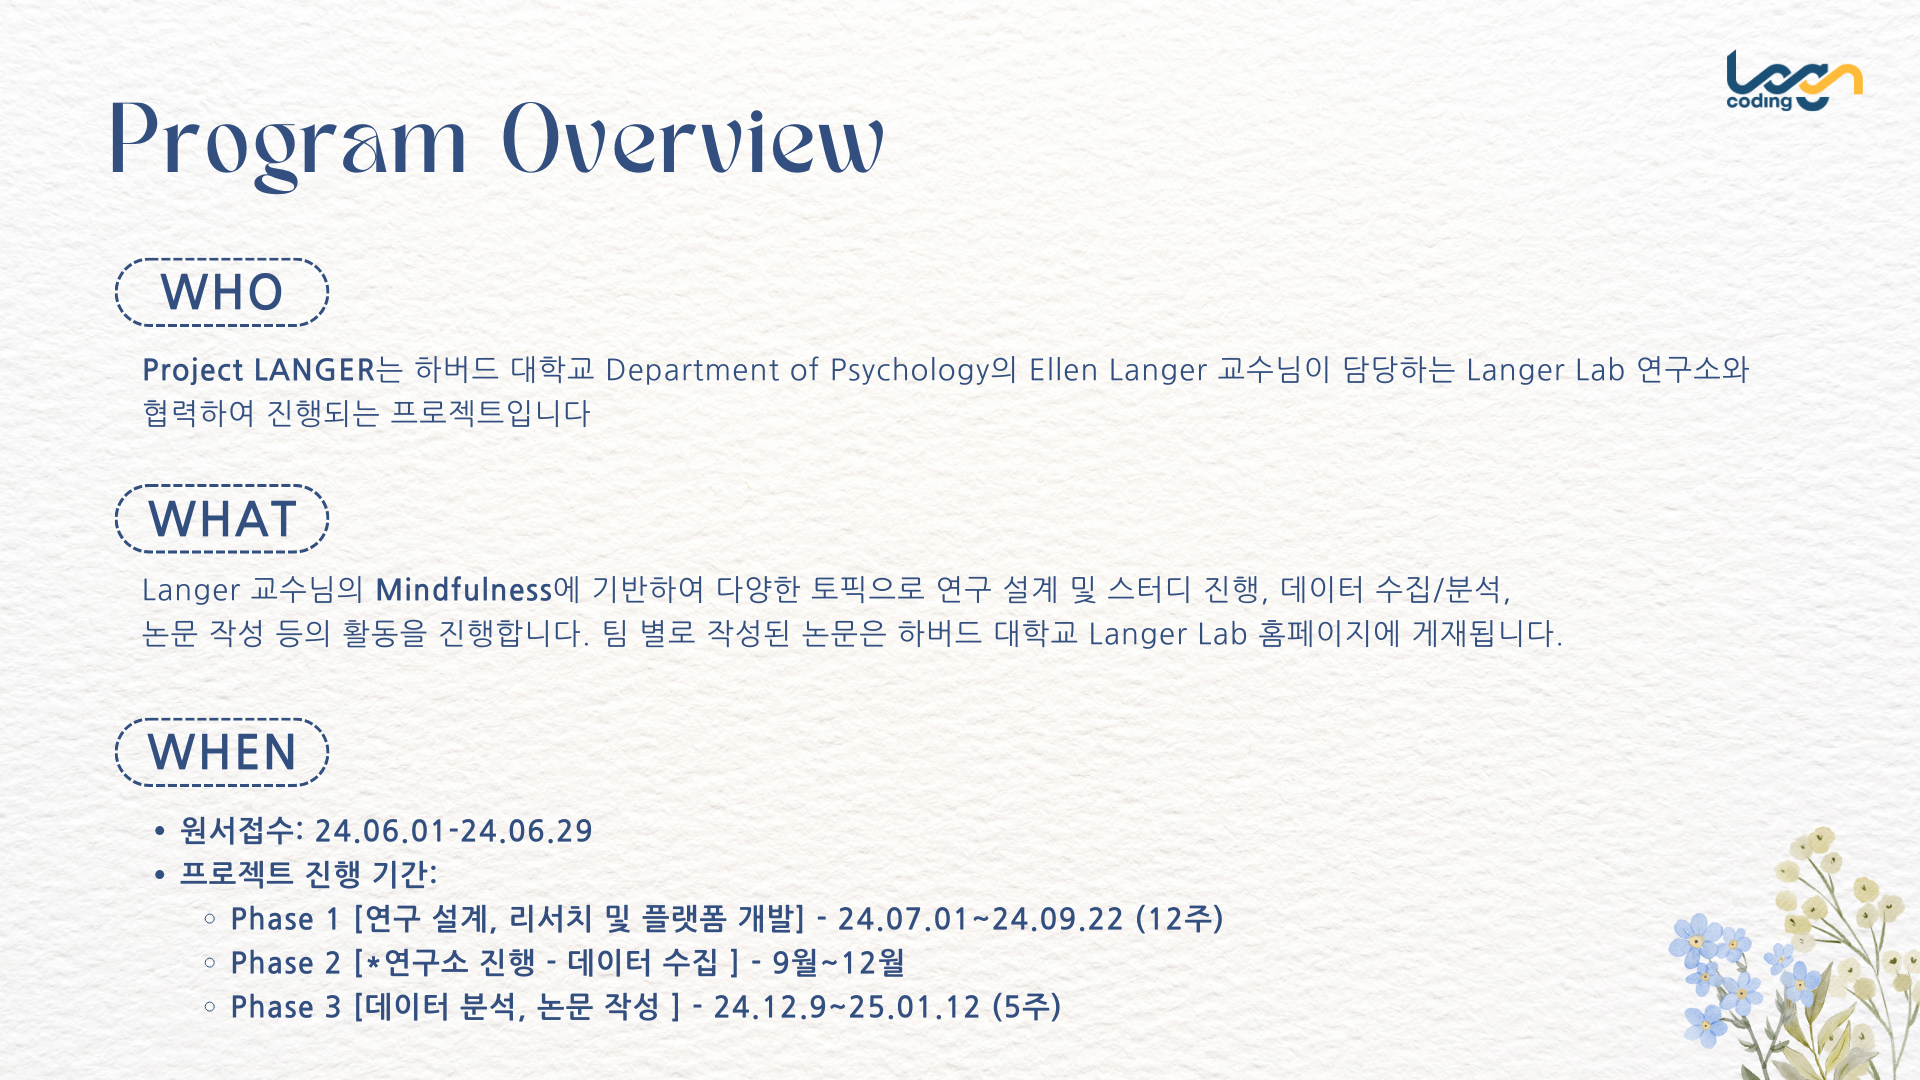 Loon
coding
Program Overview
WHO
Project LANGER는 하버드 대학교 Department of Psychology의 Ellen Langer 교수님이 담당하는 Langer Lab 연구소와
협력하여 진행되는 프로젝트입니다
WHAT
Langer 교수님의 Mindfulness에 기반하여 다양한 토픽으로 연구 설계 및 스터디 진행, 데이터 수집/분석,
논문 작성 등의 활동을 진행합니다. 팀 별로 작성된 논문은 하버드 대학교 Langer Lab 홈페이지에 게재됩니다.
WHEN
• 원서접수: 24.06.01-24.06.29
• 프로젝트 진행 기간:
○ Phase 1 [연구 설계, 리서치 및 플랫폼 개발] - 24.07.01~24.09.22 (12주)
○ Phase 2 [*연구소 진행 - 데이터 수집 ] - 9월~12월
○ Phase 3 [데이터 분석, 논문 작성 ] - 24.12.9~25.01.12 (5주)